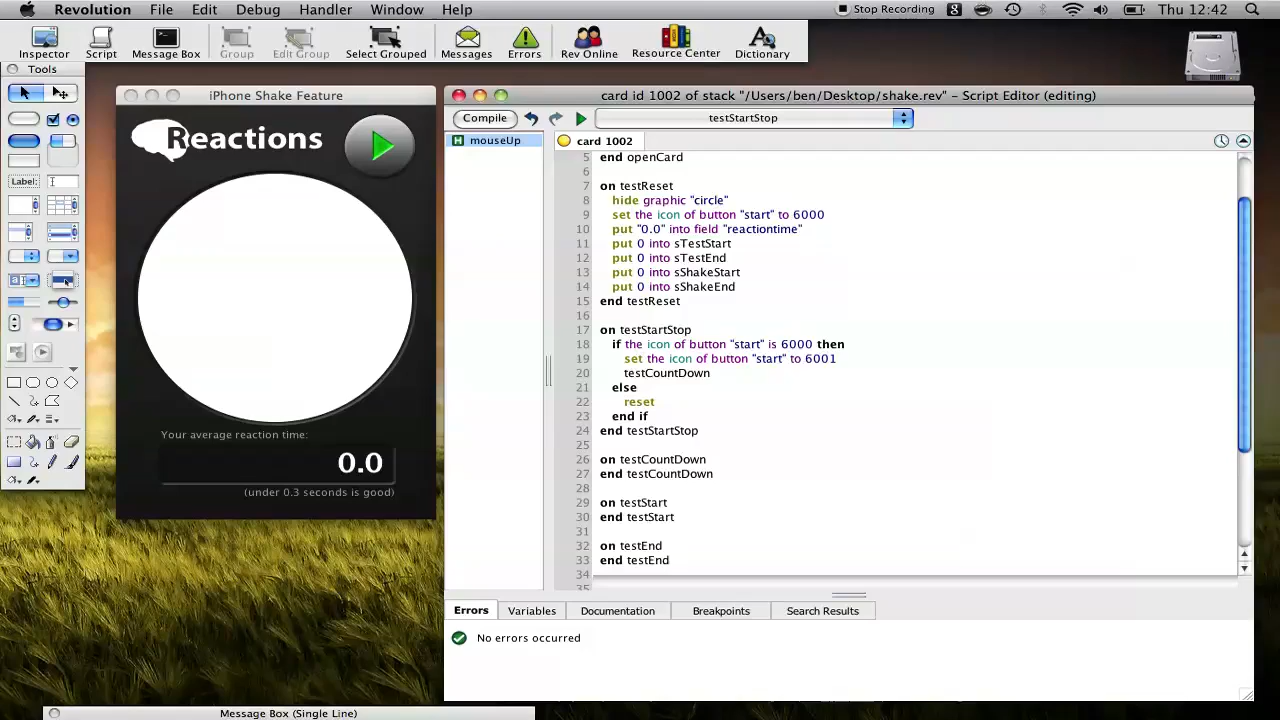 Revolution File Edit Debug Handler Window Help
Stop Recording Thu 12:42
Inspector Script Message Box Group Edit Group Select Grouped Messages Errors Rev Online Resource Center Dictionary
Tools
Label:
iPhone Shake Feature
Reactions
Your average reaction time:
0.0
(under 0.3 seconds is good)
card id 1002 of stack "/Users/ben/Desktop/shake.rev" - Script Editor (editing)
Compile testStartStop
mouseUp
card 1002
5 end openCard
6
7 on testReset
8 hide graphic "circle"
9 set the icon of button "start" to 6000
10 put "0.0" into field "reactiontime"
11 put 0 into sTestStart
12 put 0 into sTestEnd
13 put 0 into sShakeStart
14 put 0 into sShakeEnd
15 end testReset
16
17 on testStartStop
18 if the icon of button "start" is 6000 then
19 set the icon of button "start" to 6001
20 testCountDown
21 else
22 reset
23 end if
24 end testStartStop
25
26 on testCountDown
27 end testCountDown
28
29 on testStart
30 end testStart
31
32 on testEnd
33 end testEnd
34
35
Errors Variables Documentation Breakpoints Search Results
No errors occurred
Message Box (Single Line)